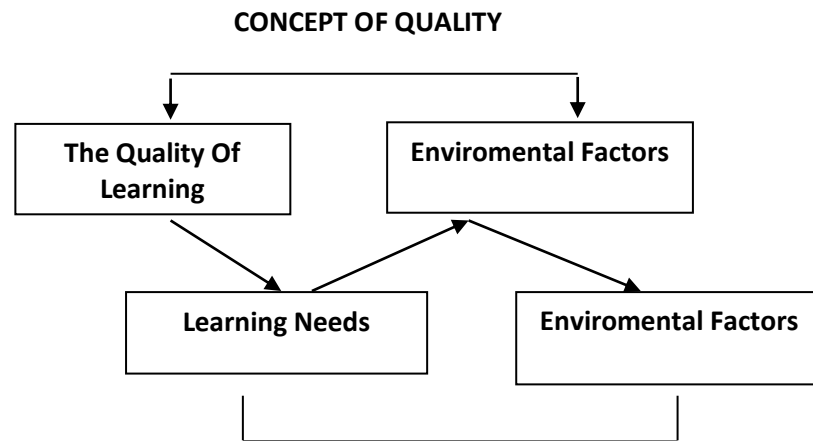 CONCEPT OF QUALITY
The Quality Of
Learning
Enviromental Factors
Learning Needs
Enviromental Factors